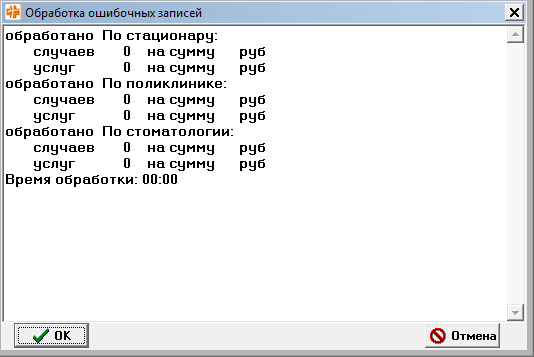 Обработка ошибочных записей
обработано По стационару:
случаев 0 на сумму руб
услуг 0 на сумму руб
обработано По поликлинике:
случаев 0 на сумму руб
услуг 0 на сумму руб
обработано По стоматологии:
случаев 0 на сумму руб
услуг 0 на сумму руб
Время обработки: 00:00
OK Отмена